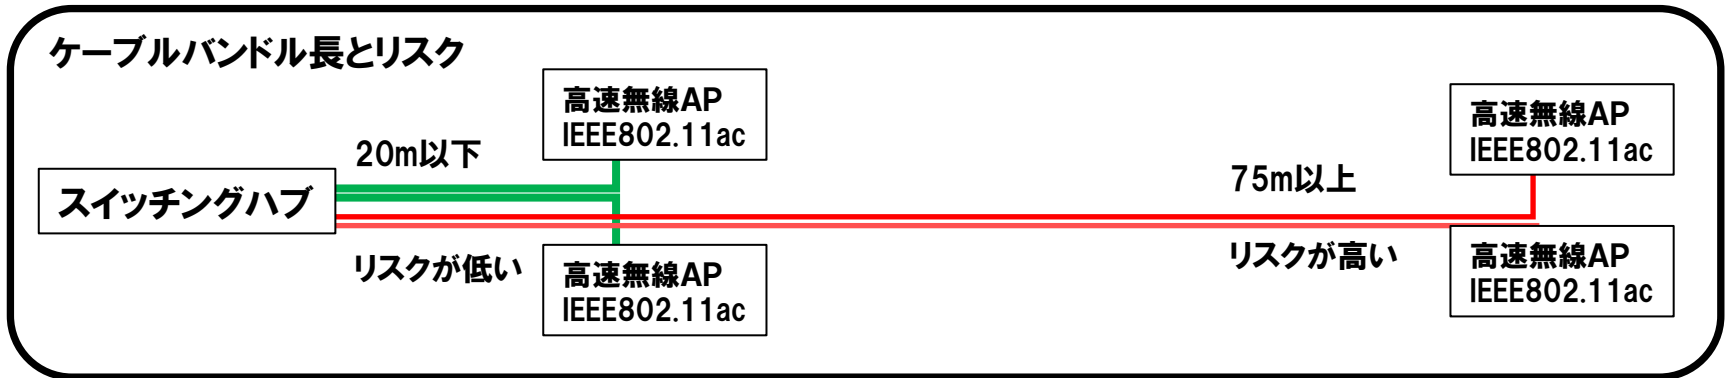 ケーブルバンドル長とリスク
高速無線AP
IEEE802.11ac
高速無線AP
IEEE802.11ac
20m以下
75m以上
スイッチングハブ
リスクが低い
リスクが高い
高速無線AP
IEEE802.11ac
高速無線AP
IEEE802.11ac